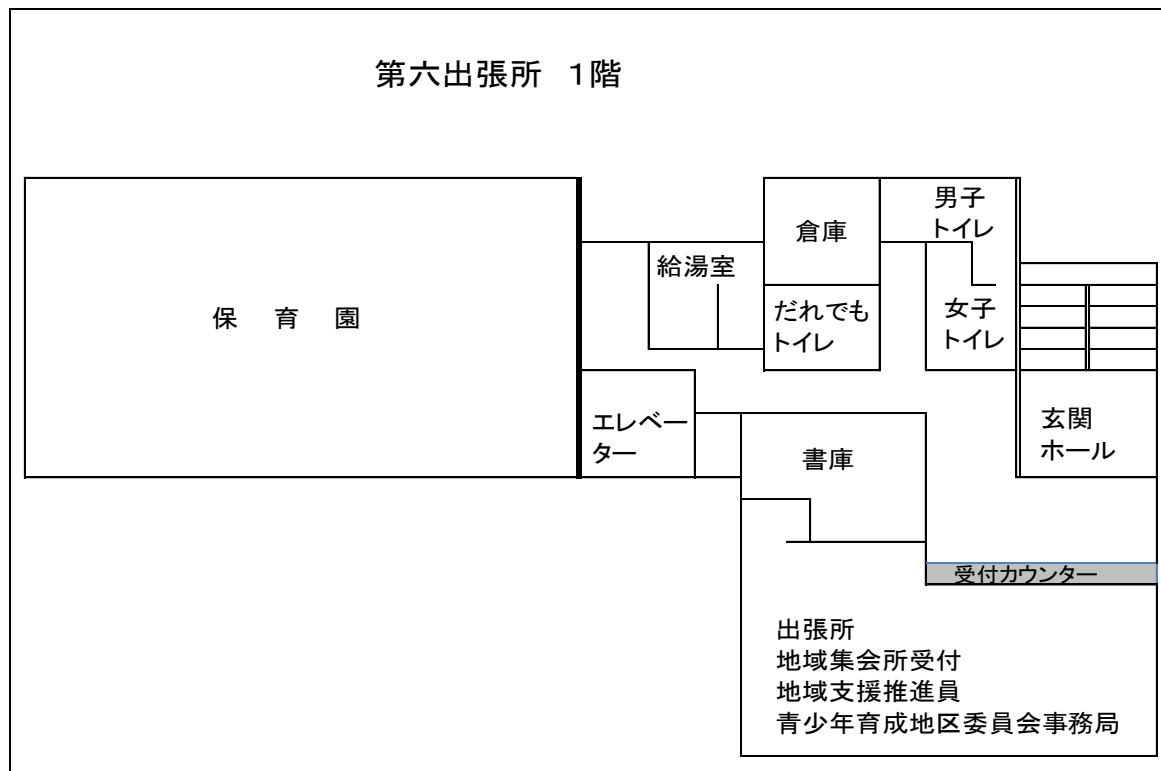 第六出張所　1階
男子
トイレ
倉庫
給湯室
保　育　園
だれでも
トイレ
女子
トイレ
エレベー
ター
書庫
玄関
ホール
受付カウンター
出張所
地域集会所受付
地域支援推進員
青少年育成地区委員会事務局